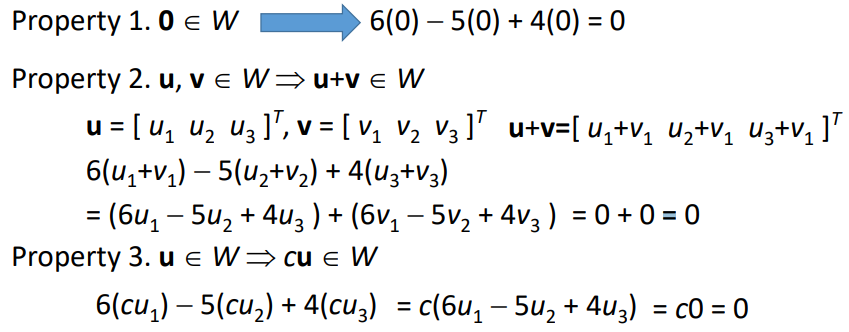 Property 1. 0 ∈ W 6(0) – 5(0) + 4(0) = 0
Property 2. u, v ∈ W ⇒ u+v ∈ W
u = [ u₁ u₂ u₃ ]ᵀ, v = [ v₁ v₂ v₃ ]ᵀ u+v=[ u₁+v₁ u₂+v₁ u₃+v₁ ]ᵀ
6(u₁+v₁) – 5(u₂+v₂) + 4(u₃+v₃)
= (6u₁ – 5u₂ + 4u₃ ) + (6v₁ – 5v₂ + 4v₃ ) = 0 + 0 = 0
Property 3. u ∈ W ⇒ cu ∈ W
6(cu₁) – 5(cu₂) + 4(cu₃) = c(6u₁ – 5u₂ + 4u₃) = c0 = 0